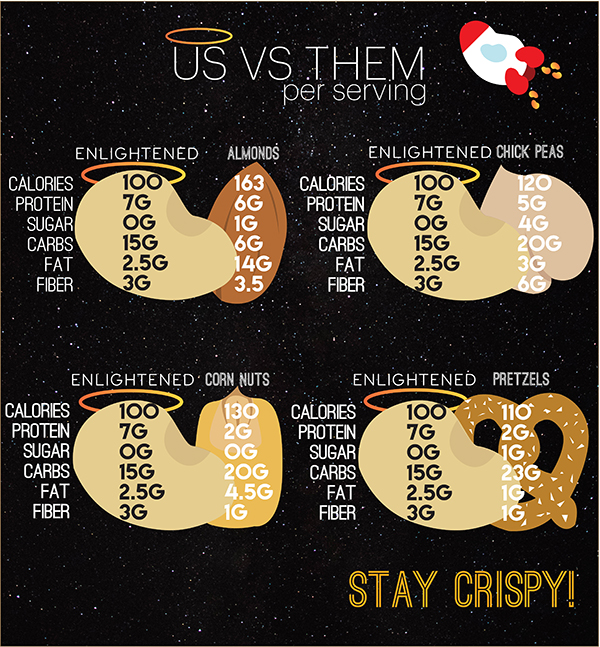 US VS THEM
per serving
ENLIGHTENED ALMONDS
CALORIES 100 163
PROTEIN 7G 6G
SUGAR 0G 1G
CARBS 15G 6G
FAT 2.5G 14G
FIBER 3G 3.5
ENLIGHTENED CHICK PEAS
CALORIES 100 120
PROTEIN 7G 5G
SUGAR 0G 4G
CARBS 15G 20G
FAT 2.5G 3G
FIBER 3G 6G
ENLIGHTENED CORN NUTS
CALORIES 100 130
PROTEIN 7G 2G
SUGAR 0G 0G
CARBS 15G 20G
FAT 2.5G 4.5G
FIBER 3G 1G
ENLIGHTENED PRETZELS
CALORIES 100 110
PROTEIN 7G 2G
SUGAR 0G 1G
CARBS 15G 23G
FAT 2.5G 1G
FIBER 3G 1G
STAY CRISPY!